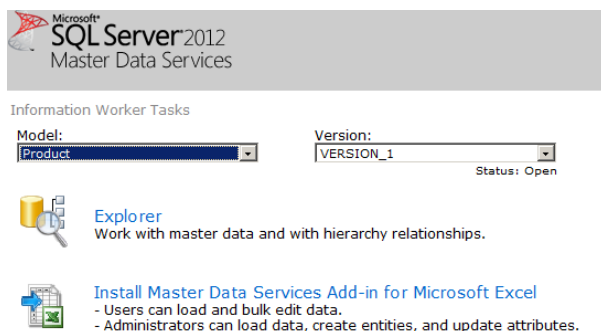 Microsoft®
SQL Server®2012
Master Data Services
Information Worker Tasks
Model:
Version:
Product
VERSION_1
Status: Open
Explorer
Work with master data and with hierarchy relationships.
Install Master Data Services Add-in for Microsoft Excel
- Users can load and bulk edit data.
- Administrators can load data, create entities, and update attributes.